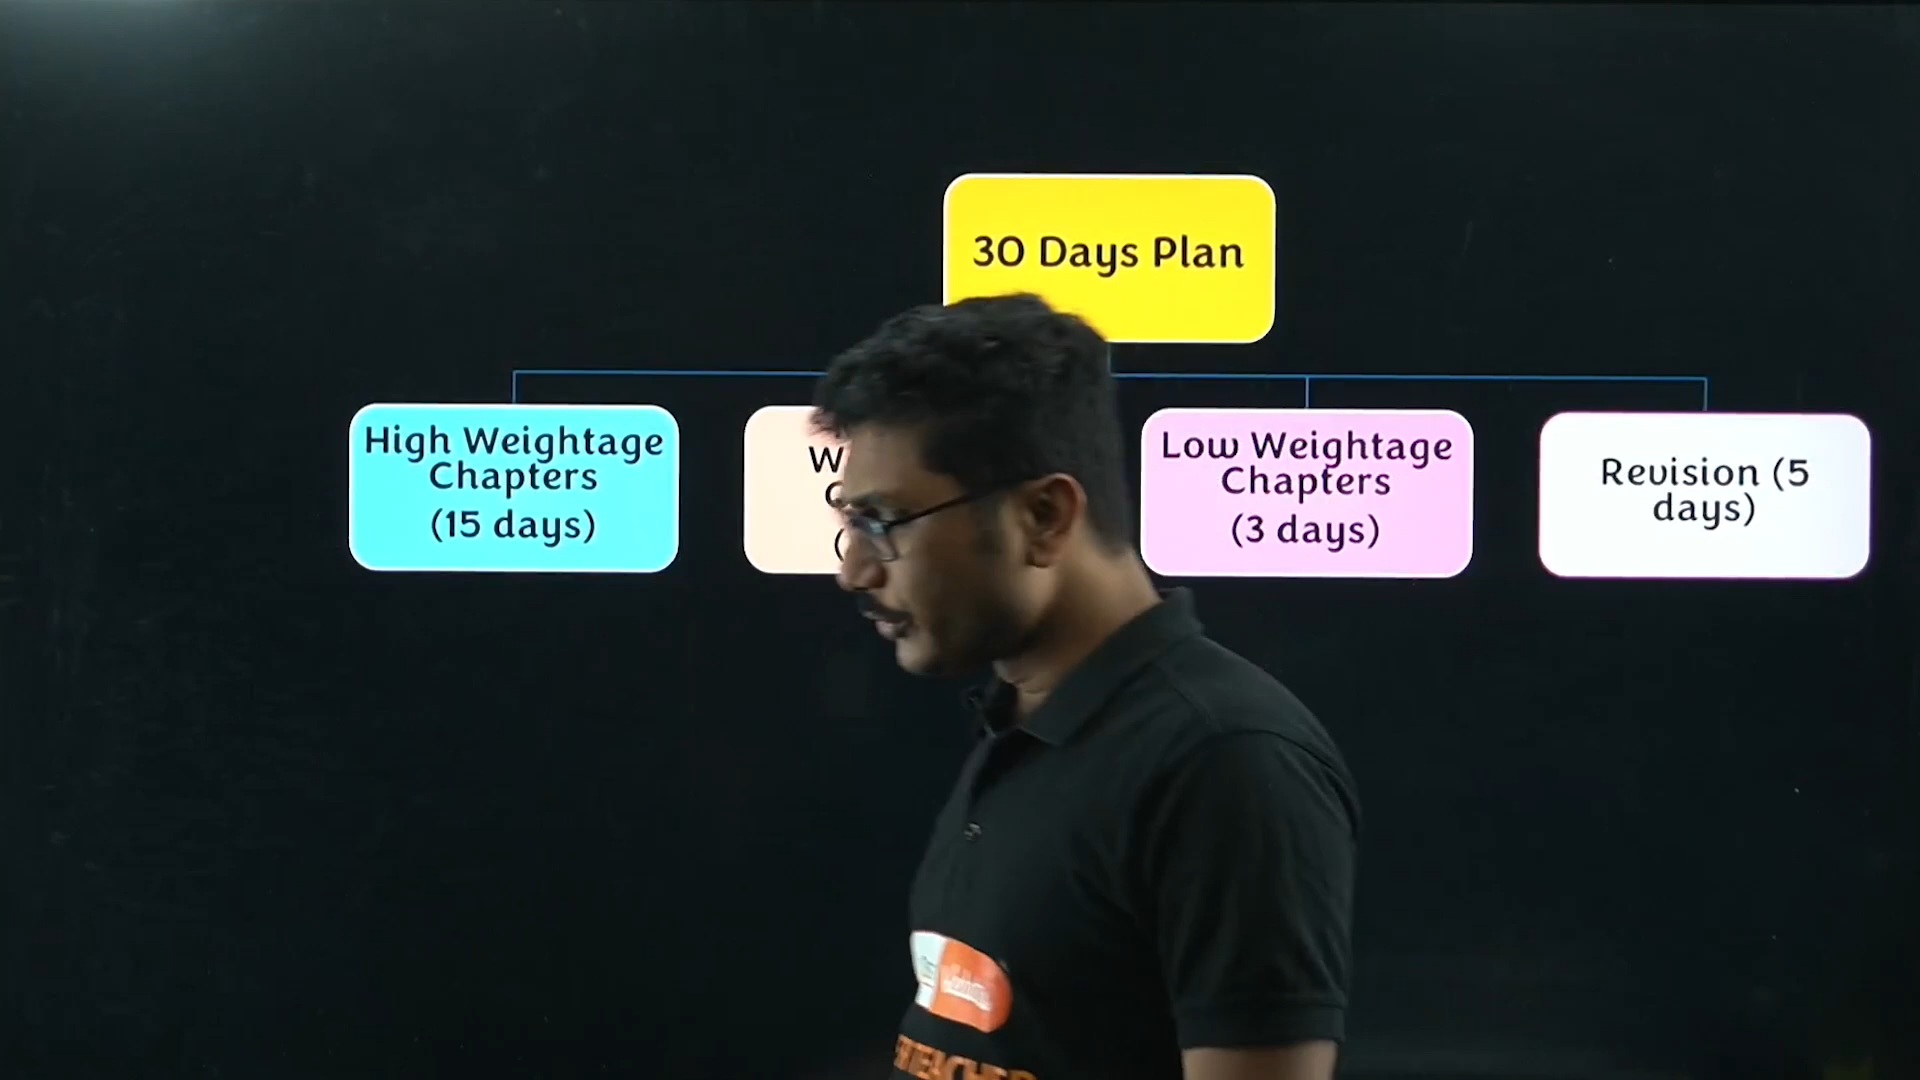 30 Days Plan
High Weightage
Chapters
(15 days)
Low Weightage
Chapters
(3 days)
Revision (5
days)